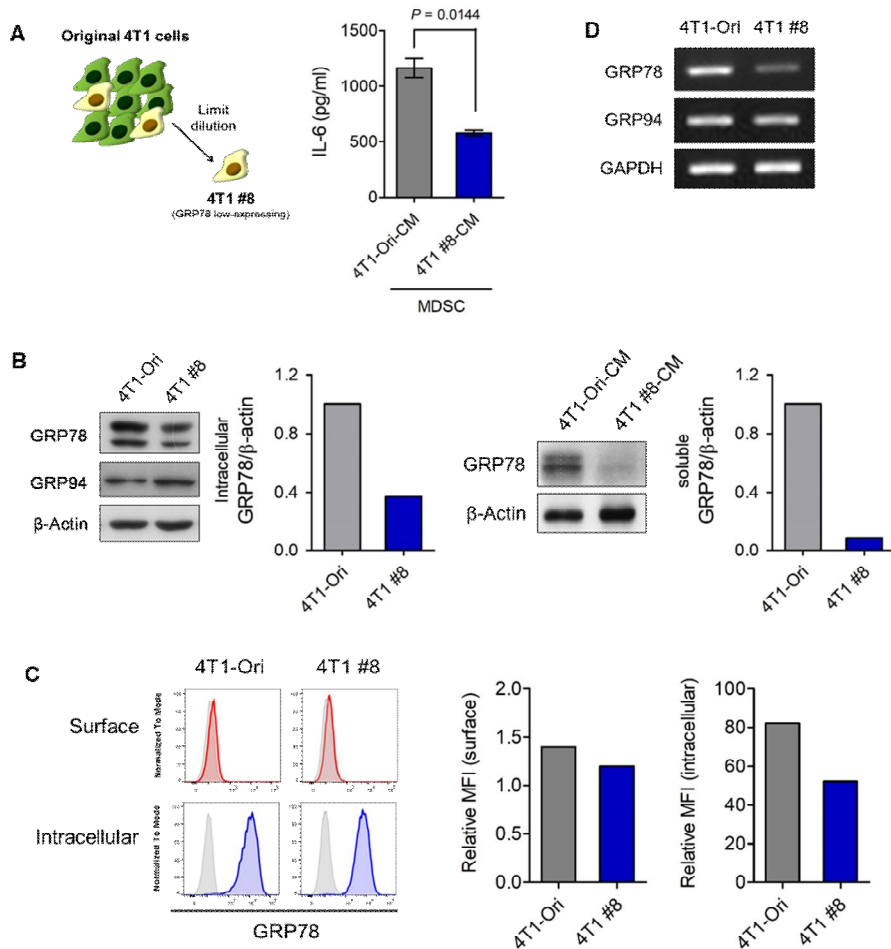 A
Original 4T1 cells
Limit
dilution
4T1 #8
(GRP78 low-expressing)
P = 0.0144
IL-6 (pg/ml)
1500
1000
500
0
4T1-Ori-CM
4T1 #8-CM
MDSC
D
4T1-Ori 4T1 #8
GRP78
GRP94
GAPDH
B
4T1-Ori
4T1 #8
GRP78
GRP94
β-Actin
Intracellular
GRP78/β-actin
1.2
0.8
0.4
0.0
4T1-Ori
4T1 #8
4T1-Ori-CM
4T1 #8-CM
GRP78
β-Actin
soluble
GRP78/β-actin
1.2
0.8
0.4
0.0
4T1-Ori
4T1 #8
C
4T1-Ori 4T1 #8
Surface
Normalized To Mode
Intracellular
Normalized To Mode
GRP78
Relative MFI (surface)
2.0
1.5
1.0
0.5
0.0
4T1-Ori
4T1 #8
Relative MFI (intracellular)
100
80
60
40
20
0
4T1-Ori
4T1 #8